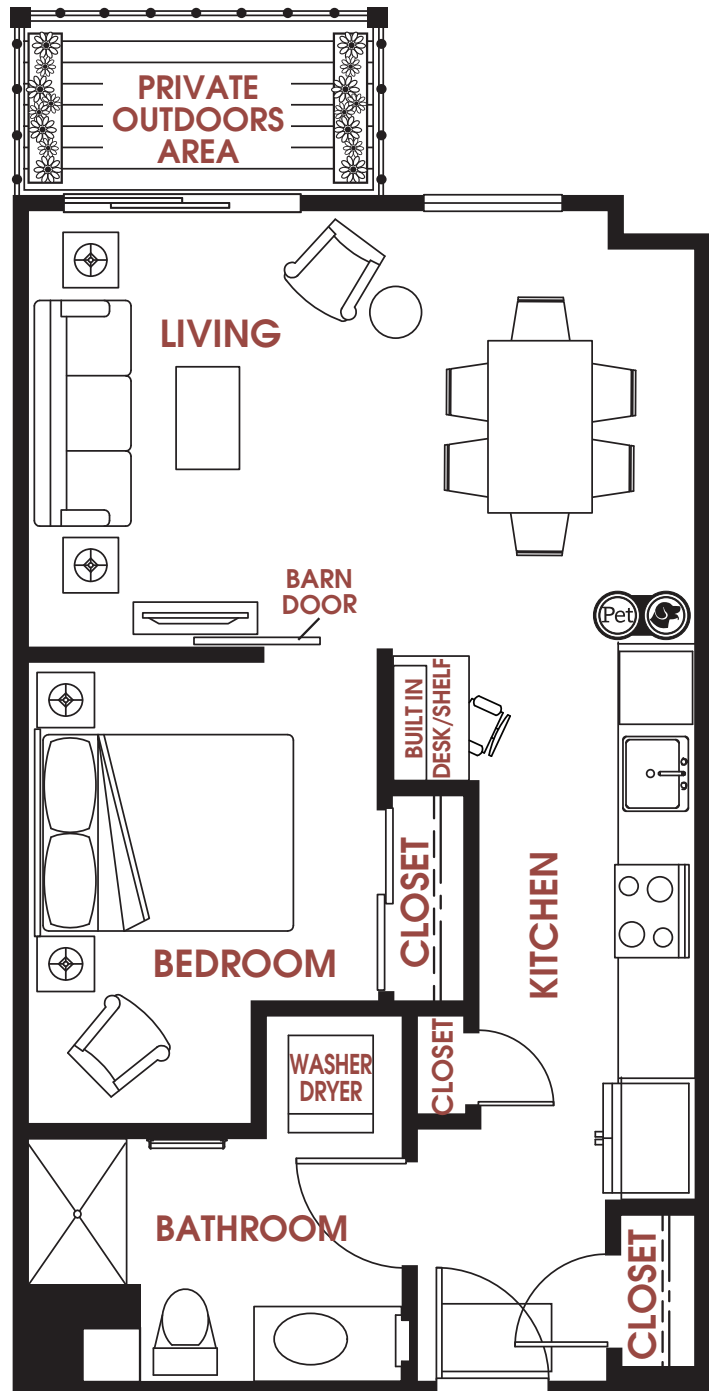 PRIVATE
OUTDOORS
AREA
LIVING
BARN
DOOR
Pet
BUILT IN
DESK/SHELF
CLOSET
KITCHEN
BEDROOM
CLOSET
WASHER
DRYER
BATHROOM
CLOSET